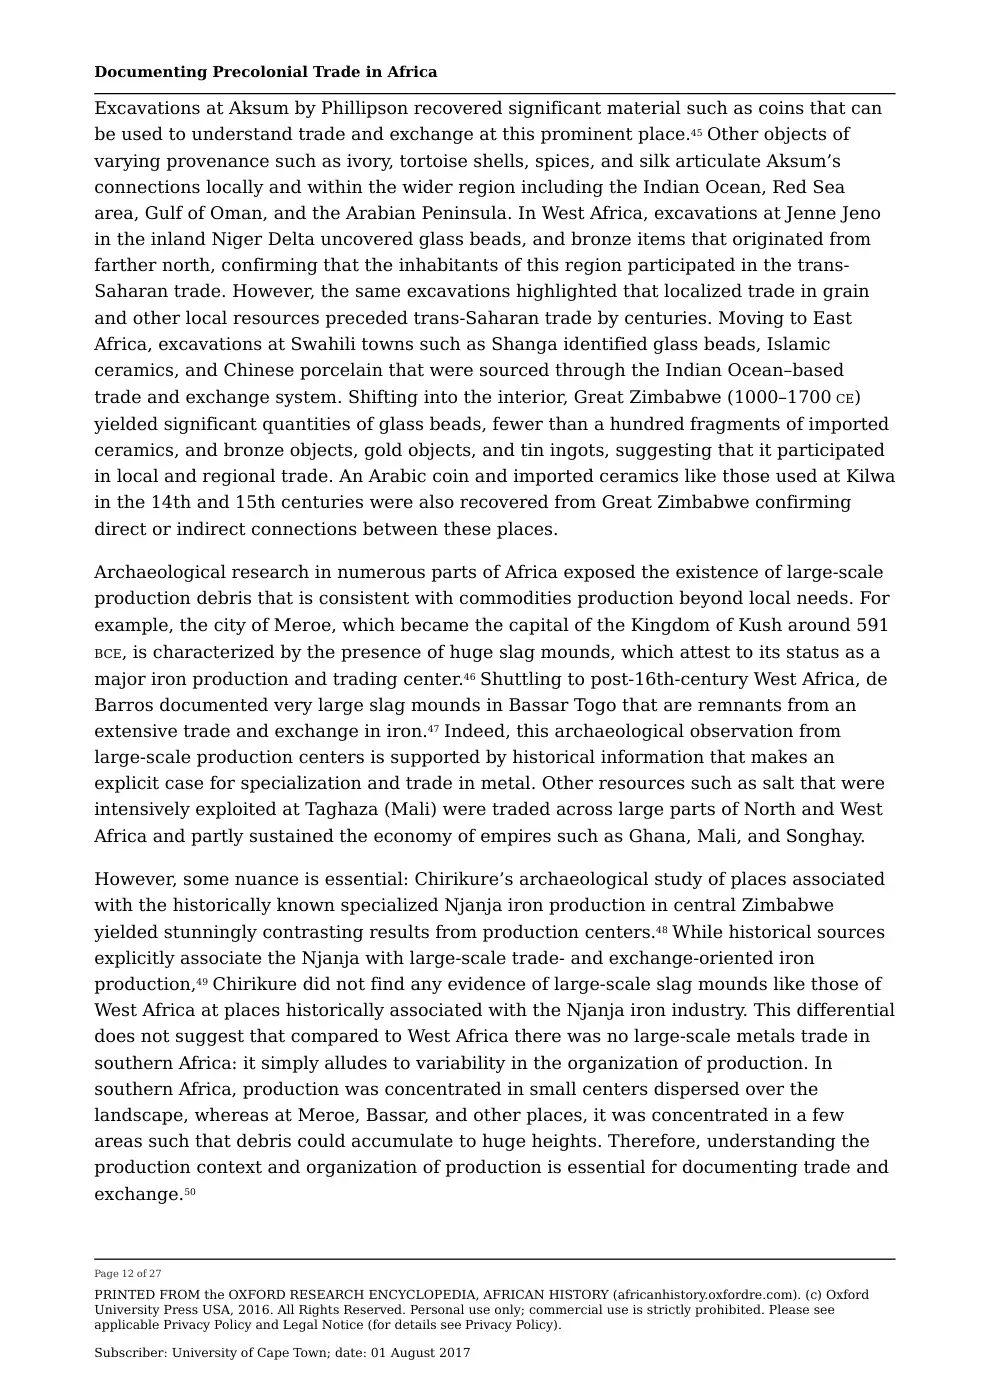 Documenting Precolonial Trade in Africa
Excavations at Aksum by Phillipson recovered significant material such as coins that can
be used to understand trade and exchange at this prominent place.45 Other objects of
varying provenance such as ivory, tortoise shells, spices, and silk articulate Aksum’s
connections locally and within the wider region including the Indian Ocean, Red Sea
area, Gulf of Oman, and the Arabian Peninsula. In West Africa, excavations at Jenne Jeno
in the inland Niger Delta uncovered glass beads, and bronze items that originated from
farther north, confirming that the inhabitants of this region participated in the trans-
Saharan trade. However, the same excavations highlighted that localized trade in grain
and other local resources preceded trans-Saharan trade by centuries. Moving to East
Africa, excavations at Swahili towns such as Shanga identified glass beads, Islamic
ceramics, and Chinese porcelain that were sourced through the Indian Ocean–based
trade and exchange system. Shifting into the interior, Great Zimbabwe (1000–1700 CE)
yielded significant quantities of glass beads, fewer than a hundred fragments of imported
ceramics, and bronze objects, gold objects, and tin ingots, suggesting that it participated
in local and regional trade. An Arabic coin and imported ceramics like those used at Kilwa
in the 14th and 15th centuries were also recovered from Great Zimbabwe confirming
direct or indirect connections between these places.
Archaeological research in numerous parts of Africa exposed the existence of large-scale
production debris that is consistent with commodities production beyond local needs. For
example, the city of Meroe, which became the capital of the Kingdom of Kush around 591
BCE, is characterized by the presence of huge slag mounds, which attest to its status as a
major iron production and trading center.46 Shuttling to post-16th-century West Africa, de
Barros documented very large slag mounds in Bassar Togo that are remnants from an
extensive trade and exchange in iron.47 Indeed, this archaeological observation from
large-scale production centers is supported by historical information that makes an
explicit case for specialization and trade in metal. Other resources such as salt that were
intensively exploited at Taghaza (Mali) were traded across large parts of North and West
Africa and partly sustained the economy of empires such as Ghana, Mali, and Songhay.
However, some nuance is essential: Chirikure’s archaeological study of places associated
with the historically known specialized Njanja iron production in central Zimbabwe
yielded stunningly contrasting results from production centers.48 While historical sources
explicitly associate the Njanja with large-scale trade- and exchange-oriented iron
production,49 Chirikure did not find any evidence of large-scale slag mounds like those of
West Africa at places historically associated with the Njanja iron industry. This differential
does not suggest that compared to West Africa there was no large-scale metals trade in
southern Africa: it simply alludes to variability in the organization of production. In
southern Africa, production was concentrated in small centers dispersed over the
landscape, whereas at Meroe, Bassar, and other places, it was concentrated in a few
areas such that debris could accumulate to huge heights. Therefore, understanding the
production context and organization of production is essential for documenting trade and
exchange.50
Page 12 of 27
PRINTED FROM the OXFORD RESEARCH ENCYCLOPEDIA, AFRICAN HISTORY (africanhistory.oxfordre.com). (c) Oxford
University Press USA, 2016. All Rights Reserved. Personal use only; commercial use is strictly prohibited. Please see
applicable Privacy Policy and Legal Notice (for details see Privacy Policy).
Subscriber: University of Cape Town; date: 01 August 2017